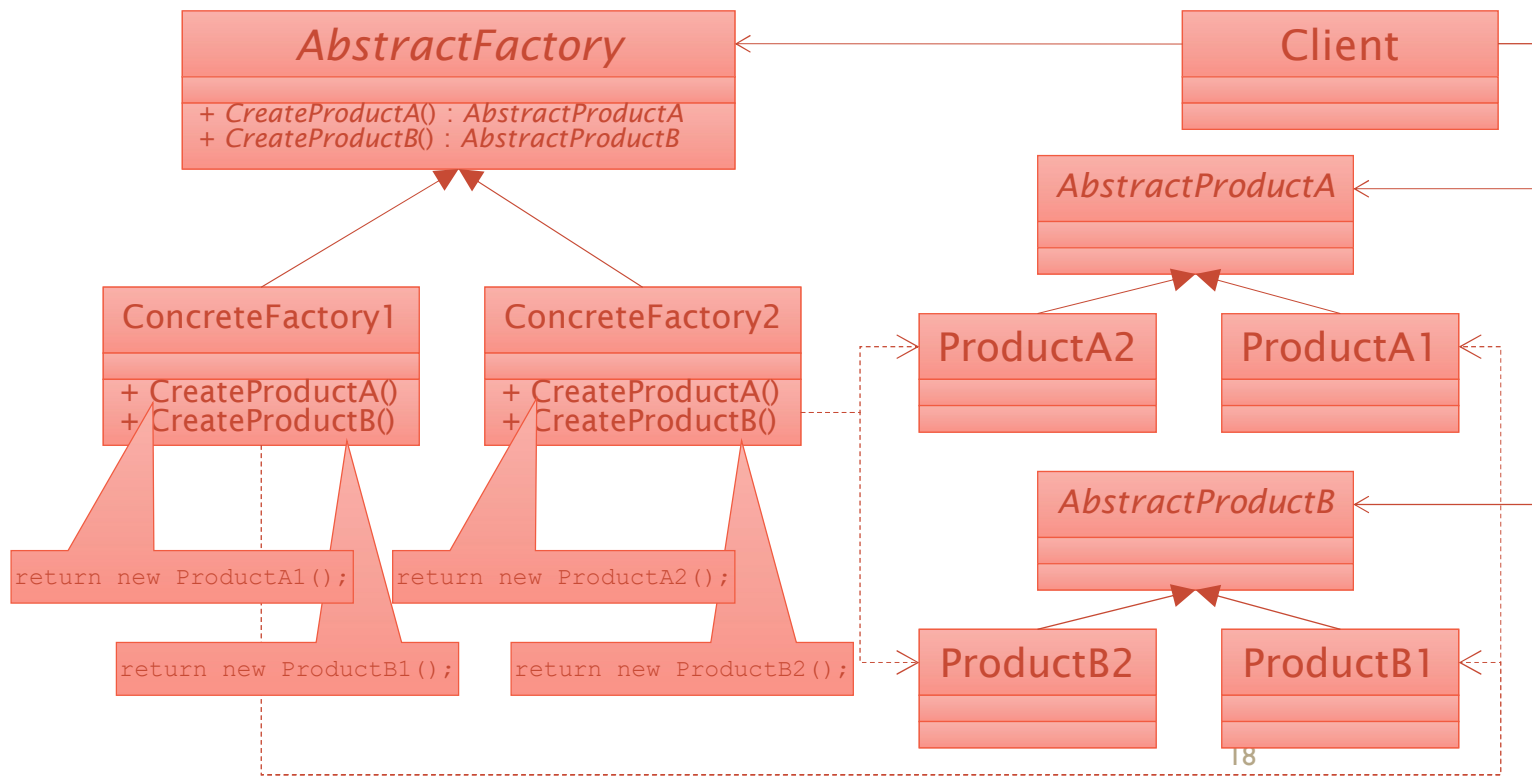 AbstractFactory
+ CreateProductA() : AbstractProductA
+ CreateProductB() : AbstractProductB
Client
AbstractProductA
ConcreteFactory1
+ CreateProductA()
+ CreateProductB()
ConcreteFactory2
+ CreateProductA()
+ CreateProductB()
ProductA2
ProductA1
AbstractProductB
return new ProductA1();
return new ProductA2();
return new ProductB1();
return new ProductB2();
ProductB2
ProductB1
18